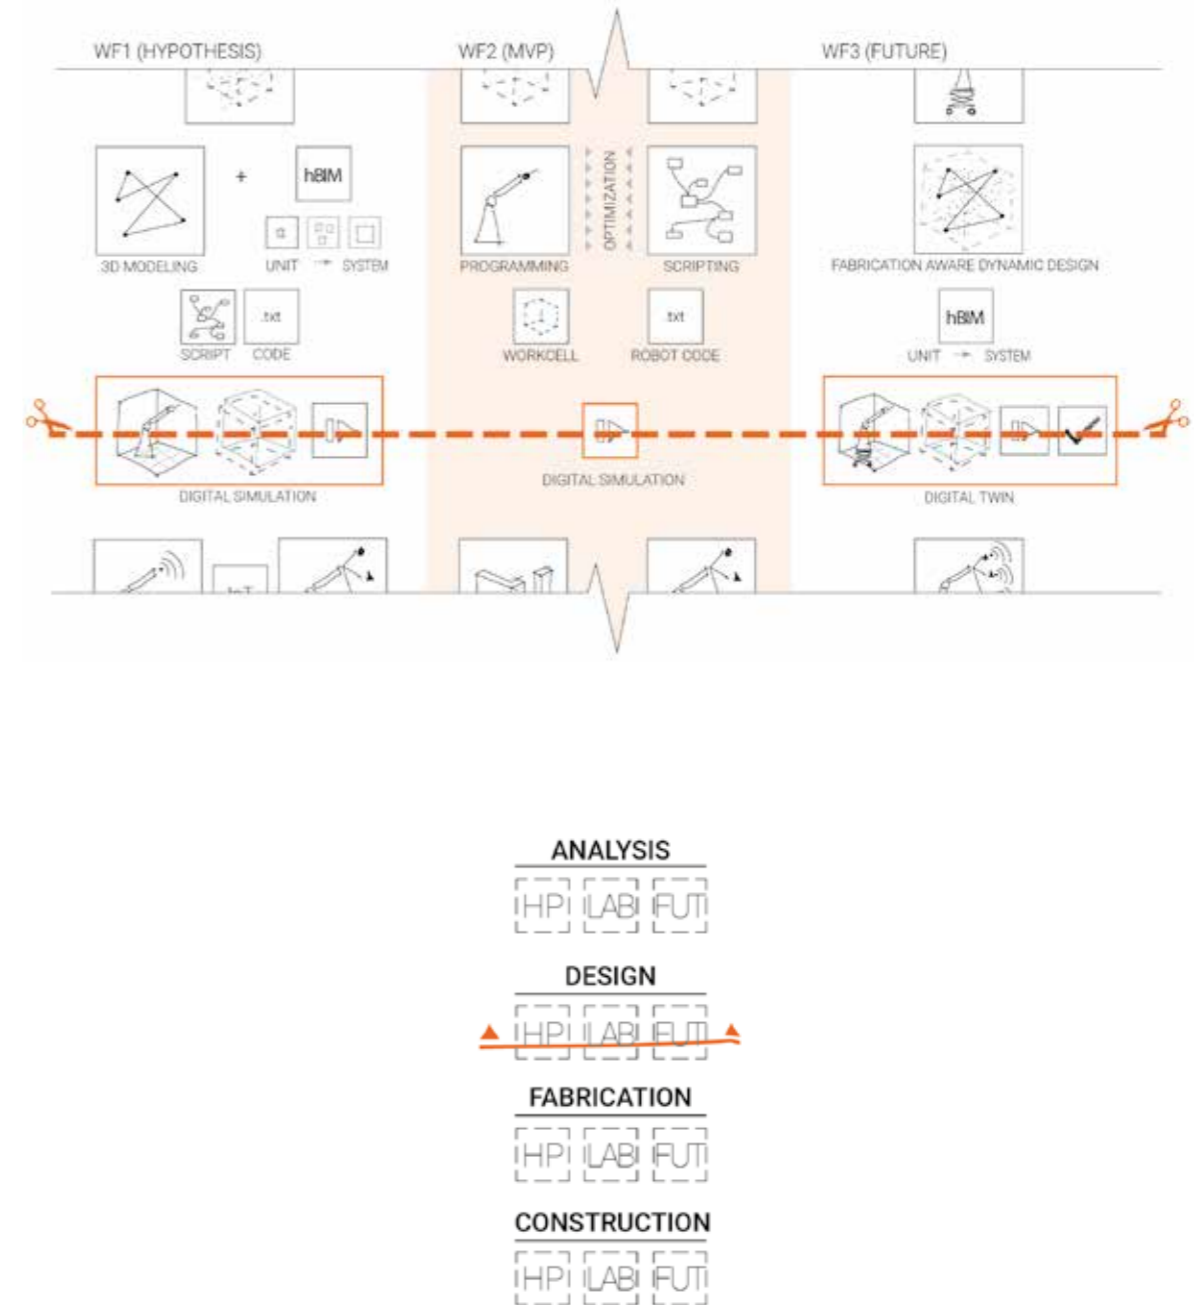 WF1 (HYPOTHESIS) WF2 (MVP) WF3 (FUTURE)
+ hBIM
OPTIMIZATION
3D MODELING UNIT → SYSTEM PROGRAMMING SCRIPTING FABRICATION AWARE DYNAMIC DESIGN
.txt txt hBIM
SCRIPT CODE WORKCELL ROBOT CODE UNIT → SYSTEM
DIGITAL SIMULATION DIGITAL SIMULATION DIGITAL TWIN
ANALYSIS
HP LAB FUT
DESIGN
HP LAB FUT
FABRICATION
HP LAB FUT
CONSTRUCTION
HP LAB FUT